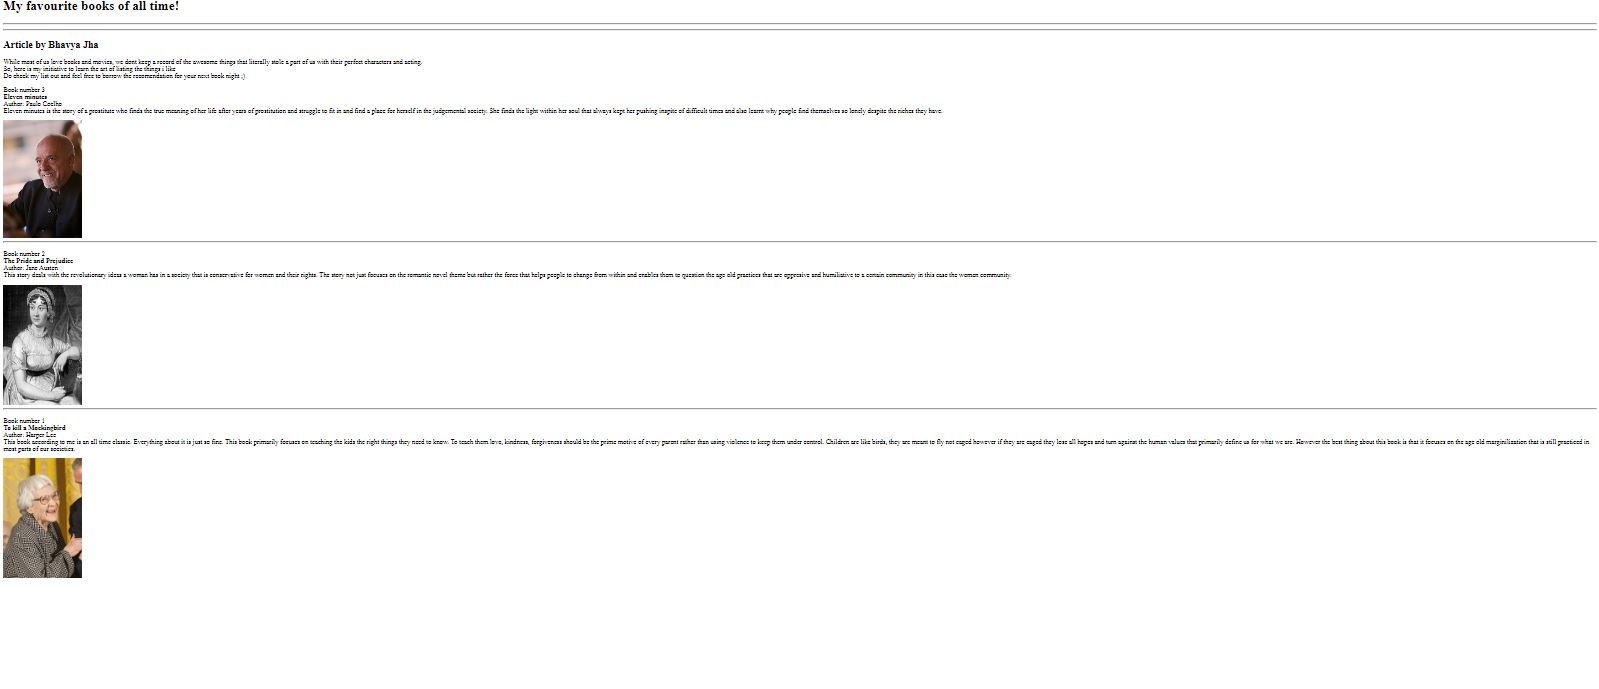 My favourite books of all time!
Article by Bhavya Jha
While most of us love books and movies, we dont keep a record of the awesome things that literally stole a part of us with their perfect characters and acting.
So, here is my initiative to learn the art of listing the things i like
Do check my list out and feel free to borrow the recomendation for your next book night ;)
Book number 3
Eleven minutes
Author: Paulo Coelho
Eleven minutes is the story of a prostitute who finds the true meaning of her life after years of prostitution and struggle to fit in and find a place for herself in the judgemental society. She finds the light within her soul that always kept her pushing inspite of difficult times and also learnt why people find themselves so lonely despite the riches they have.
Book number 2
The Pride and Prejudice
Author: Jane Austen
This story deals with the revolutionary ideas a woman has in a society that is conservative for women and their rights. The story not just focuses on the romantic novel theme but rather the force that helps people to change from within and enables them to question the age old practices that are oppresive and humiliative to a certain community in this case the women community.
Book number 1
To kill a Mockingbird
Author: Harper Lee
This book according to me is an all time classic. Everything about it is just so fine. This book primarily focuses on teaching the kids the right things they need to know. To teach them love, kindness, forgiveness should be the prime motive of every parent rather than using violence to keep them under control. Children are like birds, they are meant to fly not caged however if they are caged they lose all hopes and turn against the human values that primarily define us for what we are. However the best thing about this book is that it focuses on the age old marginilization that is still practiced in
most parts of our societies.